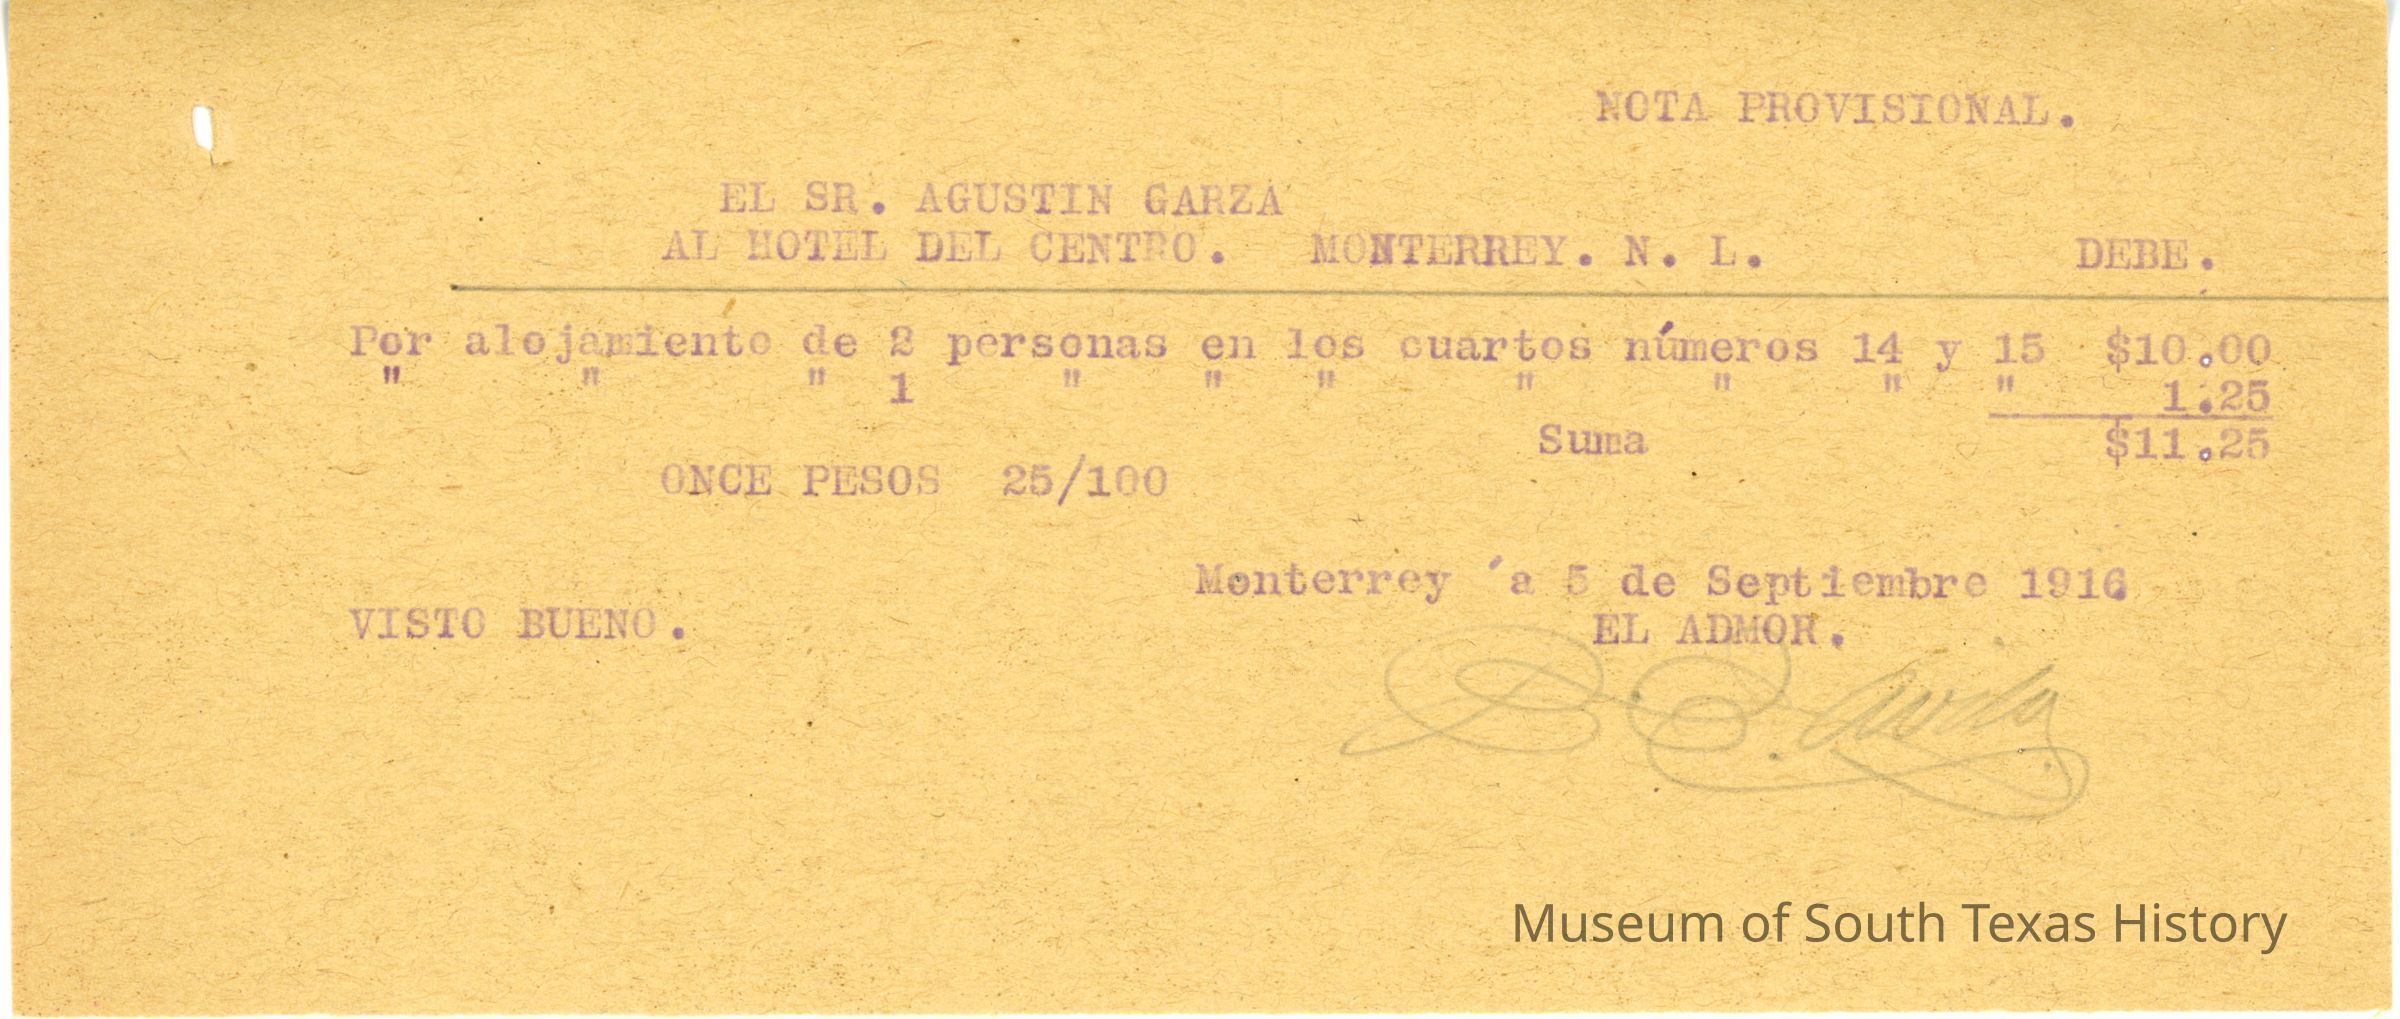 NOTA PROVISIONAL.
EL SR. AGUSTIN GARZA
AL HOTEL DEL CENTRO. MONTERREY. N. L. DEBE.
Por alojamiento de 2 personas en los cuartos números 14 y 15 $10.00
" " " 1 " " " " " " " 1.25
Suma $11.25
ONCE PESOS 25/100
Monterrey ´a 5 de Septiembre 1916
VISTO BUENO. EL ADMOR.
Avila
Museum of South Texas History